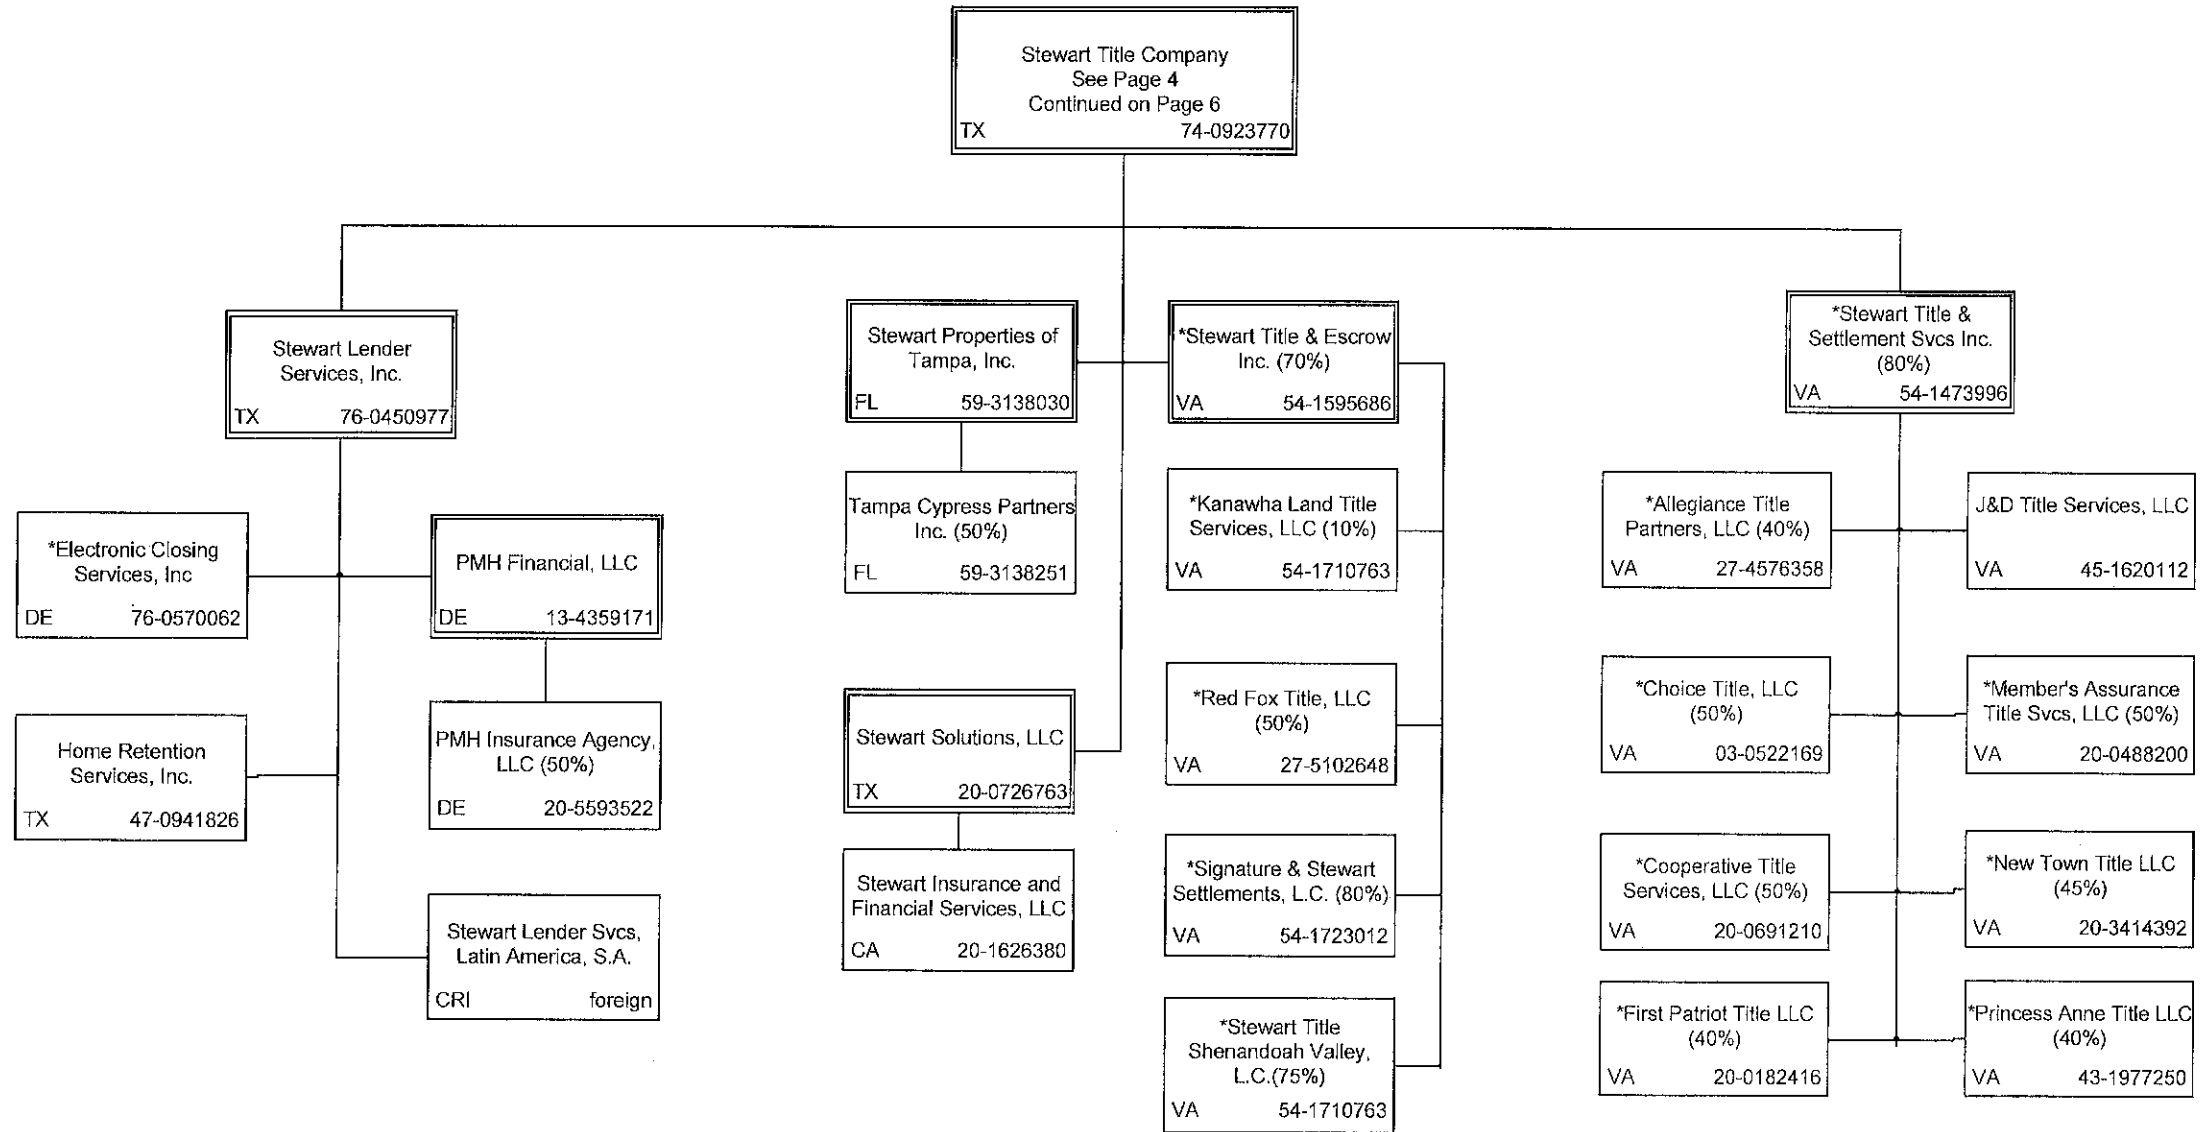 Stewart Title Company
See Page 4
Continued on Page 6
TX 74-0923770
Stewart Lender
Services, Inc.
TX 76-0450977
Stewart Properties of
Tampa, Inc.
FL 59-3138030
*Stewart Title & Escrow
Inc. (70%)
VA 54-1595686
*Stewart Title &
Settlement Svcs Inc.
(80%)
VA 54-1473996
*Electronic Closing
Services, Inc
DE 76-0570062
PMH Financial, LLC
DE 13-4359171
Home Retention
Services, Inc.
TX 47-0941826
PMH Insurance Agency,
LLC (50%)
DE 20-5593522
Stewart Lender Svcs,
Latin America, S.A.
CRI foreign
Tampa Cypress Partners
Inc. (50%)
FL 59-3138251
Stewart Solutions, LLC
TX 20-0726763
Stewart Insurance and
Financial Services, LLC
CA 20-1626380
*Kanawha Land Title
Services, LLC (10%)
VA 54-1710763
*Red Fox Title, LLC
(50%)
VA 27-5102648
*Signature & Stewart
Settlements, L.C. (80%)
VA 54-1723012
*Stewart Title
Shenandoah Valley,
L.C.(75%)
VA 54-1710763
*Allegiance Title
Partners, LLC (40%)
VA 27-4576358
J&D Title Services, LLC
VA 45-1620112
*Choice Title, LLC
(50%)
VA 03-0522169
*Member's Assurance
Title Svcs, LLC (50%)
VA 20-0488200
*Cooperative Title
Services, LLC (50%)
VA 20-0691210
*New Town Title LLC
(45%)
VA 20-3414392
*First Patriot Title LLC
(40%)
VA 20-0182416
*Princess Anne Title LLC
(40%)
VA 43-1977250